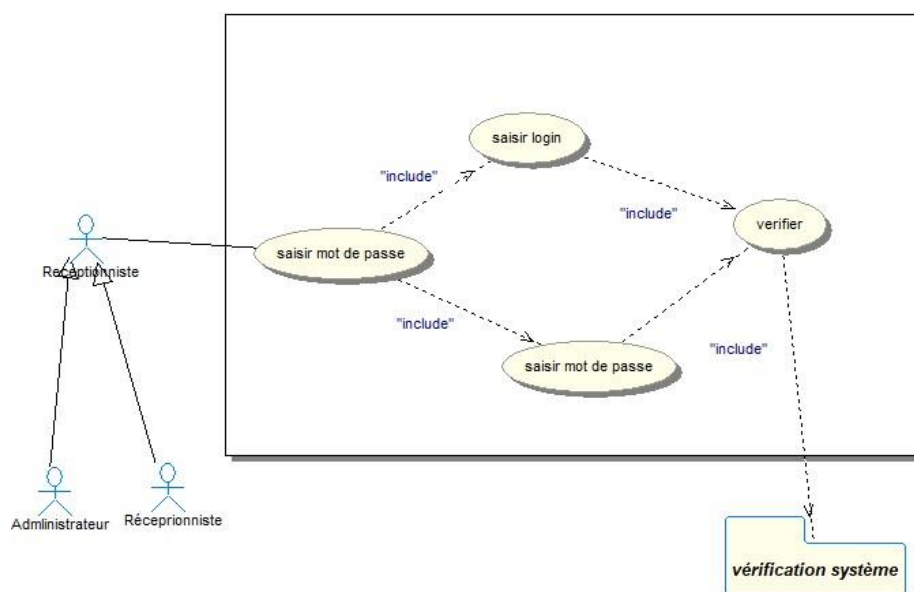 saisir login
"include"
"include"
verifier
saisir mot de passe
Receptionniste
"include"
"include"
saisir mot de passe
Admlinistrateur
Réceprionniste
vérification système